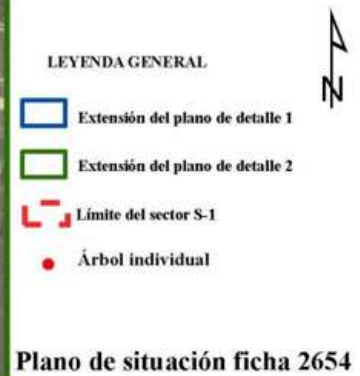 N
LEYENDA GENERAL
Extensión del plano de detalle 1
Extensión del plano de detalle 2
Límite del sector S-1
Árbol individual
Plano de situación ficha 2654